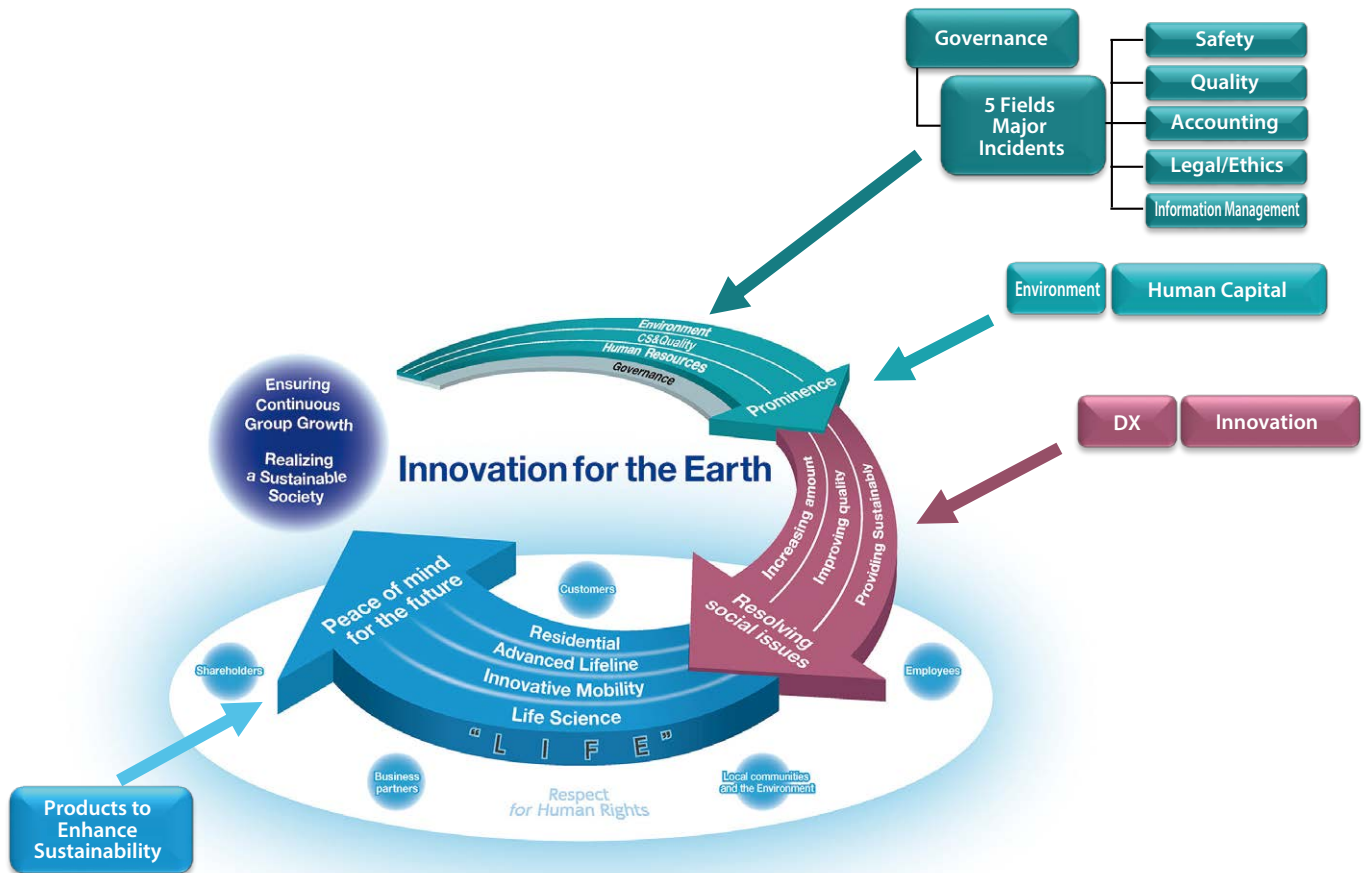 Governance
5 Fields
Major
Incidents
Safety
Quality
Accounting
Legal/Ethics
Information Management
Environment
Human Capital
DX
Innovation
Environment
CS&Quality
Human Resources
Governance
Prominence
Ensuring
Continuous
Group Growth
Realizing
a Sustainable
Society
Innovation for the Earth
Increasing amount
Improving quality
Providing Sustainably
Resolving
social issues
Peace of mind
for the future
Customers
Residential
Advanced Lifeline
Innovative Mobility
Life Science
"LIFE"
Shareholders
Employees
Business
partners
Local communities
and the Environment
Respect
for Human Rights
Products to
Enhance
Sustainability